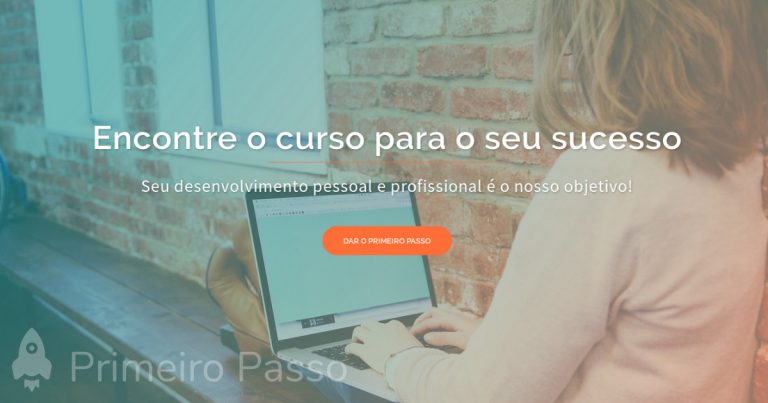 Encontre o curso para o seu sucesso
Seu desenvolvimento pessoal e profissional é o nosso objetivo!
DAR O PRIMEIRO PASSO
Primeiro Passo